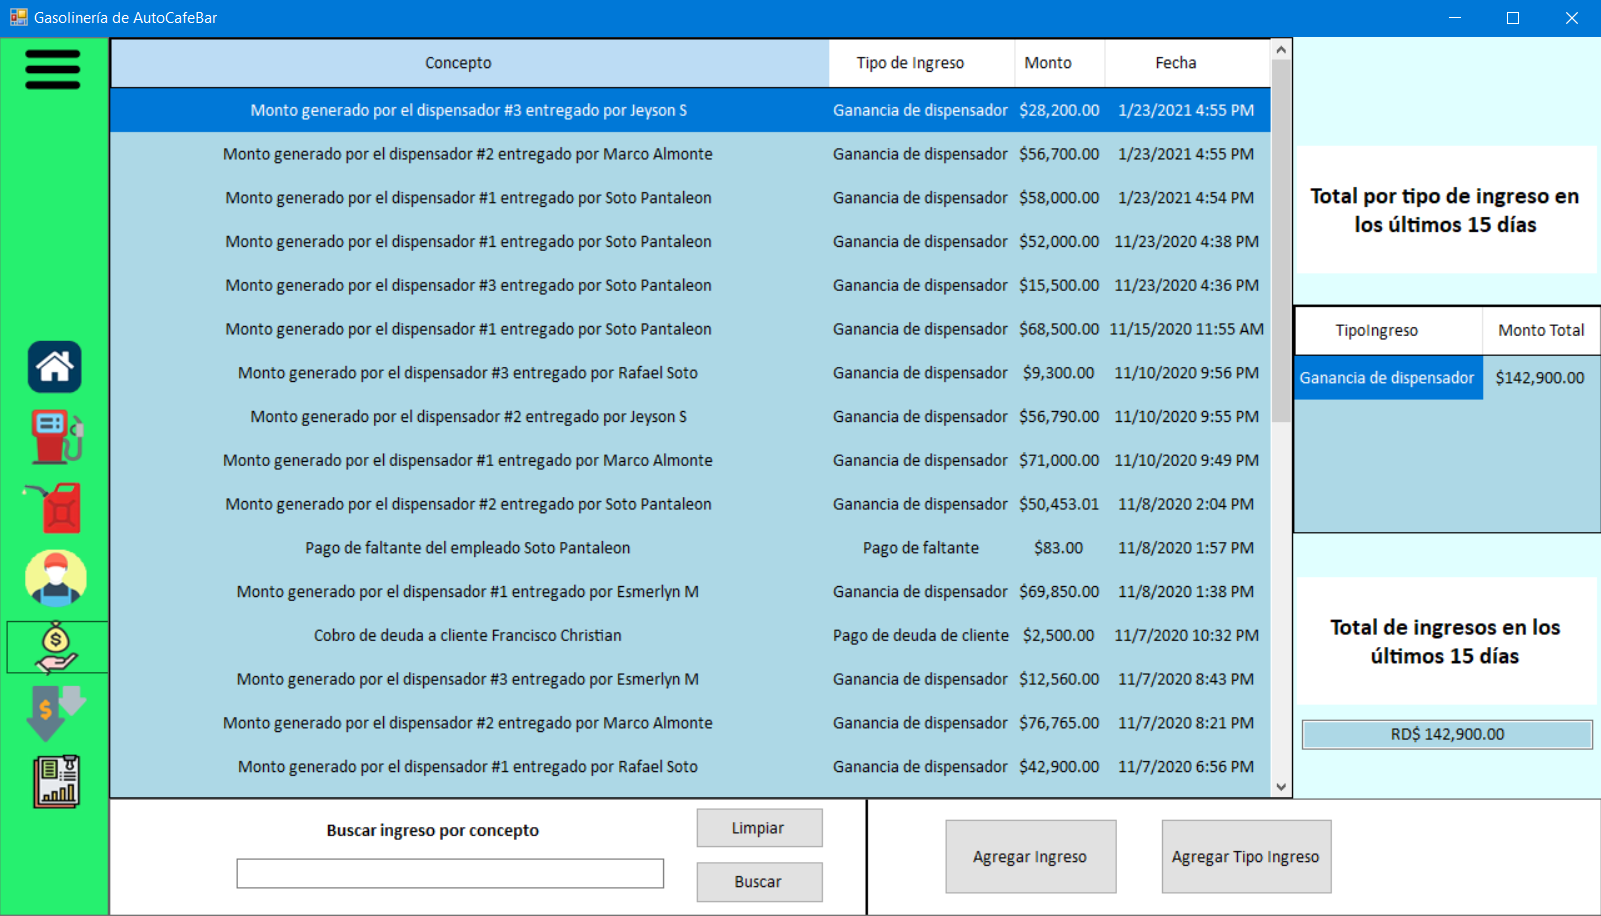 Gasolinería de AutoCafeBar
Concepto Tipo de Ingreso Monto Fecha
Monto generado por el dispensador #3 entregado por Jeyson S Ganancia de dispensador $28,200.00 1/23/2021 4:55 PM
Monto generado por el dispensador #2 entregado por Marco Almonte Ganancia de dispensador $56,700.00 1/23/2021 4:55 PM
Monto generado por el dispensador #1 entregado por Soto Pantaleon Ganancia de dispensador $58,000.00 1/23/2021 4:54 PM
Monto generado por el dispensador #1 entregado por Soto Pantaleon Ganancia de dispensador $52,000.00 11/23/2020 4:38 PM
Monto generado por el dispensador #3 entregado por Soto Pantaleon Ganancia de dispensador $15,500.00 11/23/2020 4:36 PM
Monto generado por el dispensador #1 entregado por Soto Pantaleon Ganancia de dispensador $68,500.00 11/15/2020 11:55 AM
Monto generado por el dispensador #3 entregado por Rafael Soto Ganancia de dispensador $9,300.00 11/10/2020 9:56 PM
Monto generado por el dispensador #2 entregado por Jeyson S Ganancia de dispensador $56,790.00 11/10/2020 9:55 PM
Monto generado por el dispensador #1 entregado por Marco Almonte Ganancia de dispensador $71,000.00 11/10/2020 9:49 PM
Monto generado por el dispensador #2 entregado por Soto Pantaleon Ganancia de dispensador $50,453.01 11/8/2020 2:04 PM
Pago de faltante del empleado Soto Pantaleon Pago de faltante $83.00 11/8/2020 1:57 PM
Monto generado por el dispensador #1 entregado por Esmerlyn M Ganancia de dispensador $69,850.00 11/8/2020 1:38 PM
Cobro de deuda a cliente Francisco Christian Pago de deuda de cliente $2,500.00 11/7/2020 10:32 PM
Monto generado por el dispensador #3 entregado por Esmerlyn M Ganancia de dispensador $12,560.00 11/7/2020 8:43 PM
Monto generado por el dispensador #2 entregado por Marco Almonte Ganancia de dispensador $76,765.00 11/7/2020 8:21 PM
Monto generado por el dispensador #1 entregado por Rafael Soto Ganancia de dispensador $42,900.00 11/7/2020 6:56 PM
Total por tipo de ingreso en
los últimos 15 días
TipoIngreso Monto Total
Ganancia de dispensador $142,900.00
Total de ingresos en los
últimos 15 días
RD$ 142,900.00
Buscar ingreso por concepto
Limpiar
Buscar
Agregar Ingreso
Agregar Tipo Ingreso